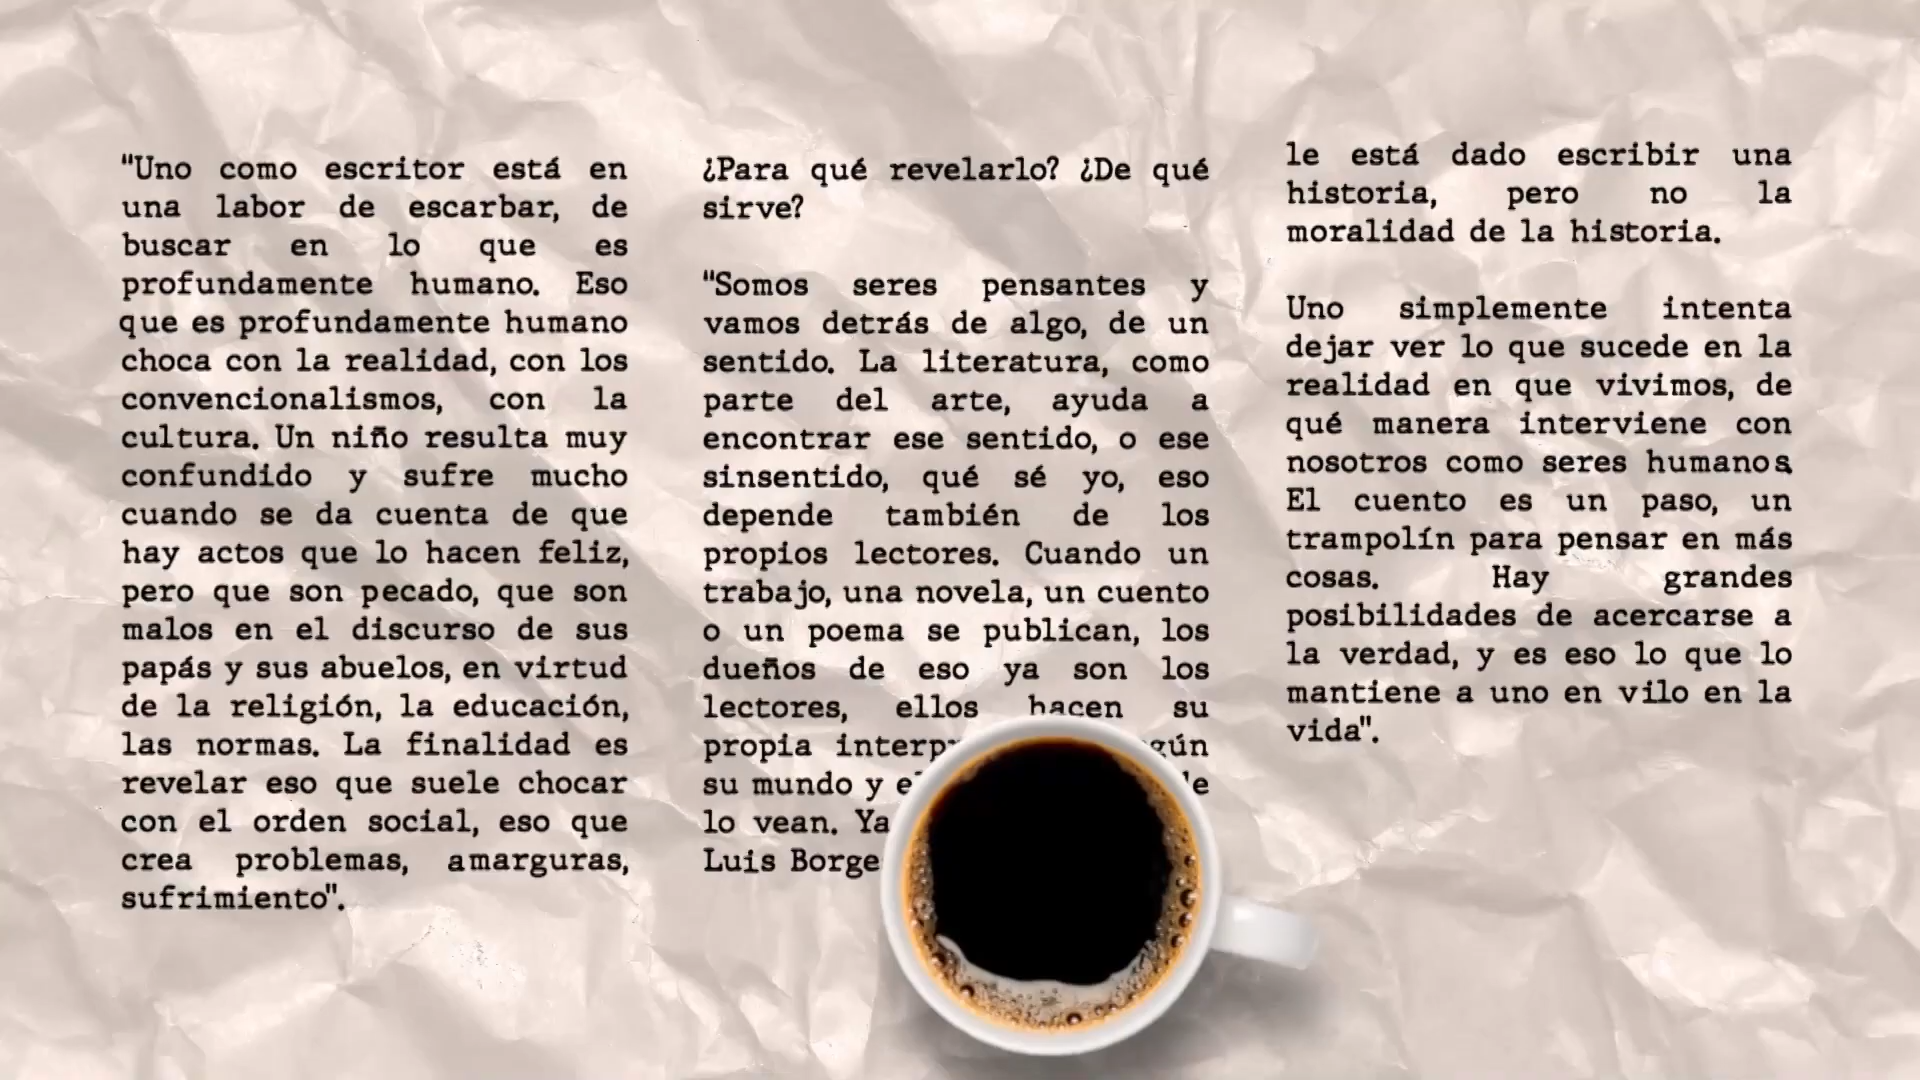 "Uno como escritor está en
una labor de escarbar, de
buscar en lo que es
profundamente humano. Eso
que es profundamente humano
choca con la realidad, con los
convencionalismos, con la
cultura. Un niño resulta muy
confundido y sufre mucho
cuando se da cuenta de que
hay actos que lo hacen feliz,
pero que son pecado, que son
malos en el discurso de sus
papás y sus abuelos, en virtud
de la religión, la educación,
las normas. La finalidad es
revelar eso que suele chocar
con el orden social, eso que
crea problemas, amarguras,
sufrimiento".
¿Para qué revelarlo? ¿De qué
sirve?
"Somos seres pensantes y
vamos detrás de algo, de un
sentido. La literatura, como
parte del arte, ayuda a
encontrar ese sentido, o ese
sinsentido, qué sé yo, eso
depende también de los
propios lectores. Cuando un
trabajo, una novela, un cuento
o un poema se publican, los
dueños de eso ya son los
lectores, ellos hacen su
propia
su mundo y
lo vean. Ya
Luis
le está dado escribir una
historia, pero no la
moralidad de la historia.
Uno simplemente intenta
dejar ver lo que sucede en la
realidad en que vivimos, de
qué manera interviene con
nosotros como seres humanos.
El cuento es un paso, un
trampolín para pensar en más
cosas. Hay grandes
posibilidades de acercarse a
la verdad, y es eso lo que lo
mantiene a uno en vilo en la
vida".